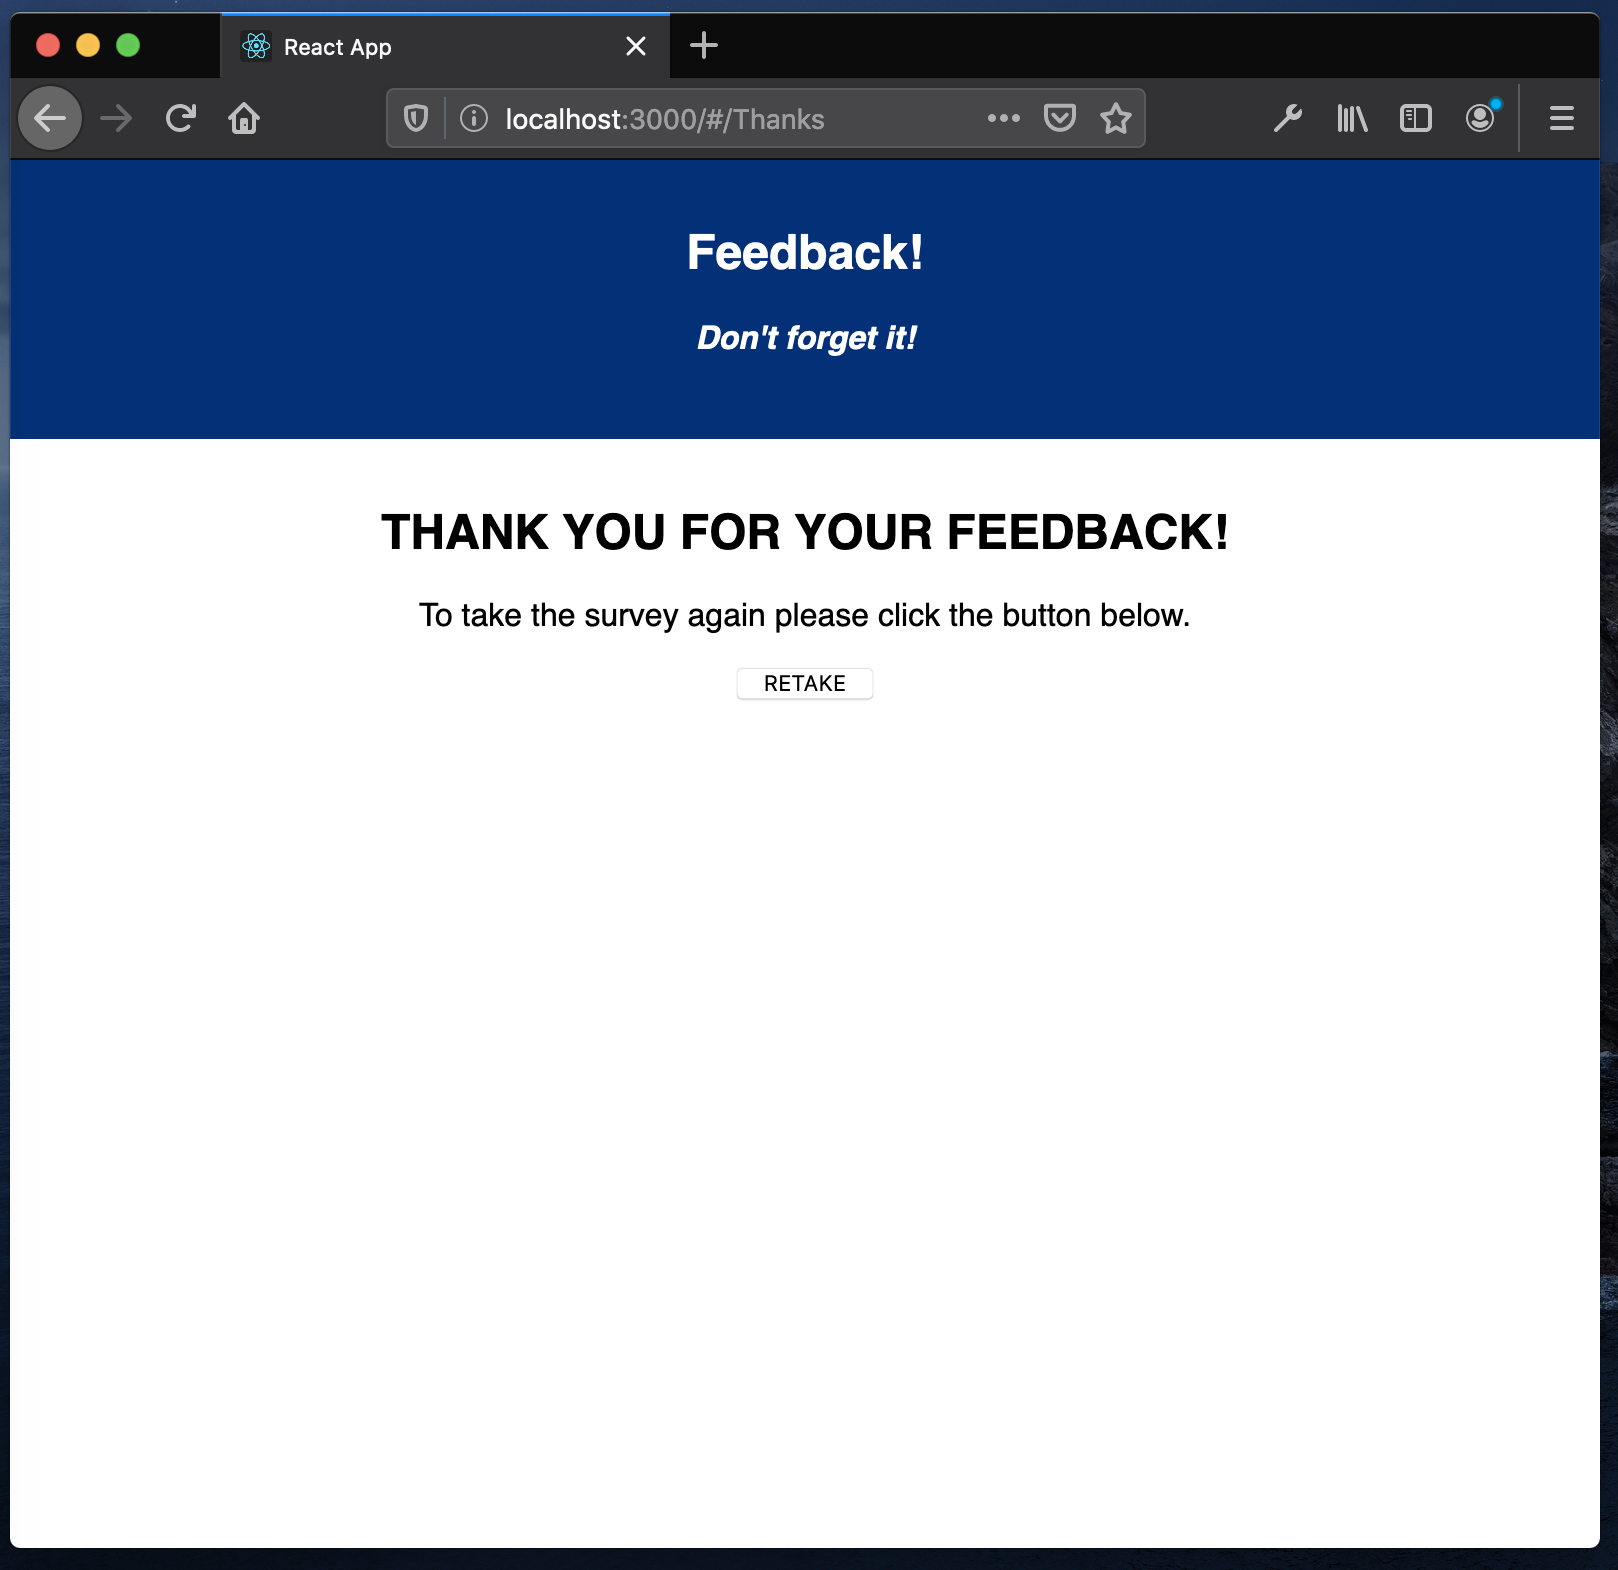 React App
localhost:3000/#/Thanks
Feedback!
Don't forget it!
THANK YOU FOR YOUR FEEDBACK!
To take the survey again please click the button below.
RETAKE